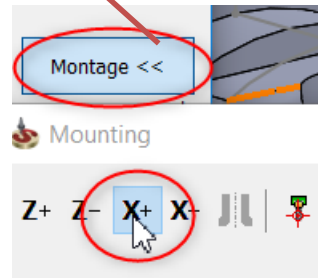 Montage <<
Mounting
Z+ Z- X+ X-